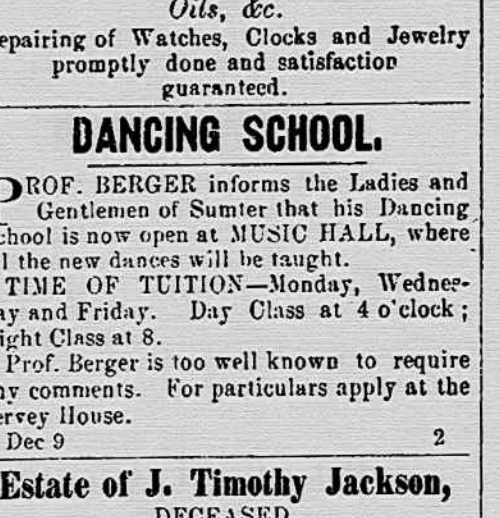 Oils, &c.
epairing of Watches, Clocks and Jewelry
promptly done and satisfaction
guaranteed.
DANCING SCHOOL.
PROF. BERGER informs the Ladies and
Gentlemen of Sumter that his Dancing
chool is now open at MUSIC HALL, where
l the new dances will be taught.
TIME OF TUITION—Monday, Wednes-
ay and Friday. Day Class at 4 o'clock;
ight Class at 8.
Prof. Berger is too well known to require
ny comments. For particulars apply at the
ervey House.
Dec 9 2
Estate of J. Timothy Jackson,
DECEASED